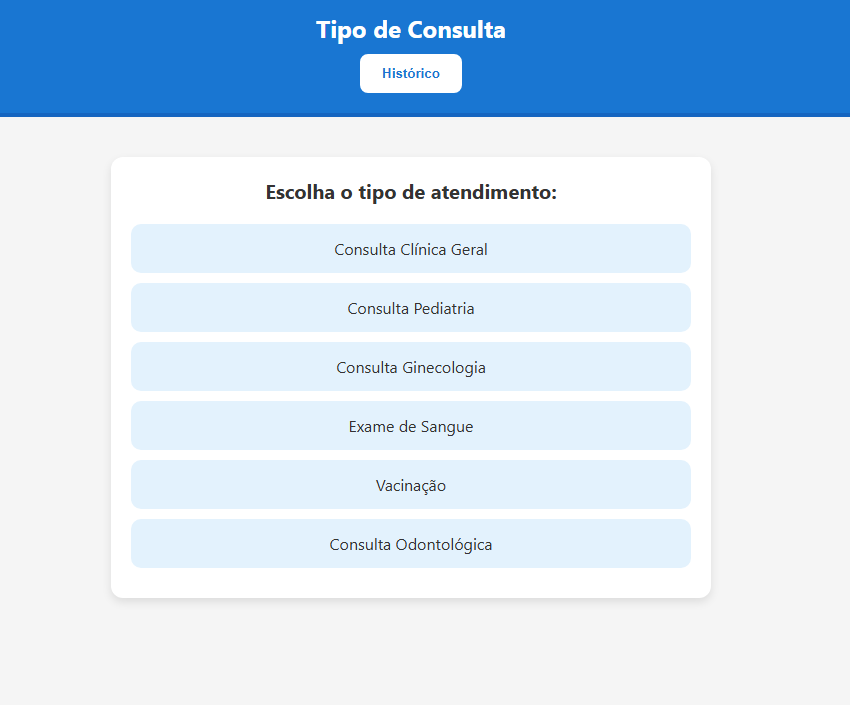 Tipo de Consulta
Histórico
Escolha o tipo de atendimento:
Consulta Clínica Geral
Consulta Pediatria
Consulta Ginecologia
Exame de Sangue
Vacinação
Consulta Odontológica